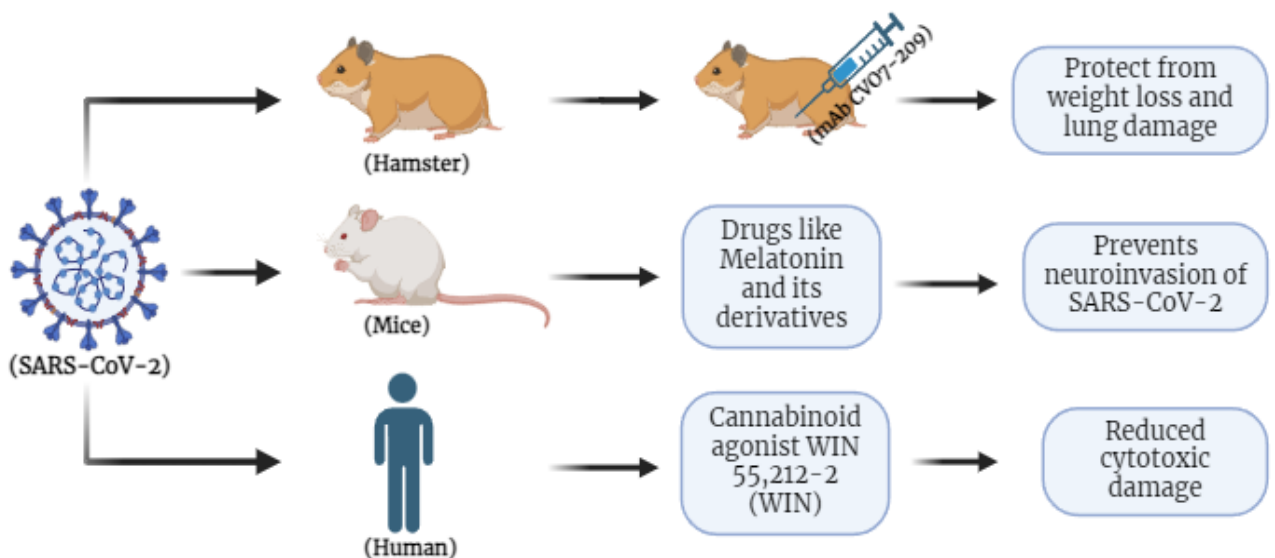 (Hamster)
(mAb CVO7-209)
Protect from
weight loss and
lung damage
(SARS-CoV-2)
(Mice)
Drugs like
Melatonin
and its
derivatives
Prevents
neuroinvasion of
SARS-CoV-2
(Human)
Cannabinoid
agonist WIN
55,212-2
(WIN)
Reduced
cytotoxic
damage